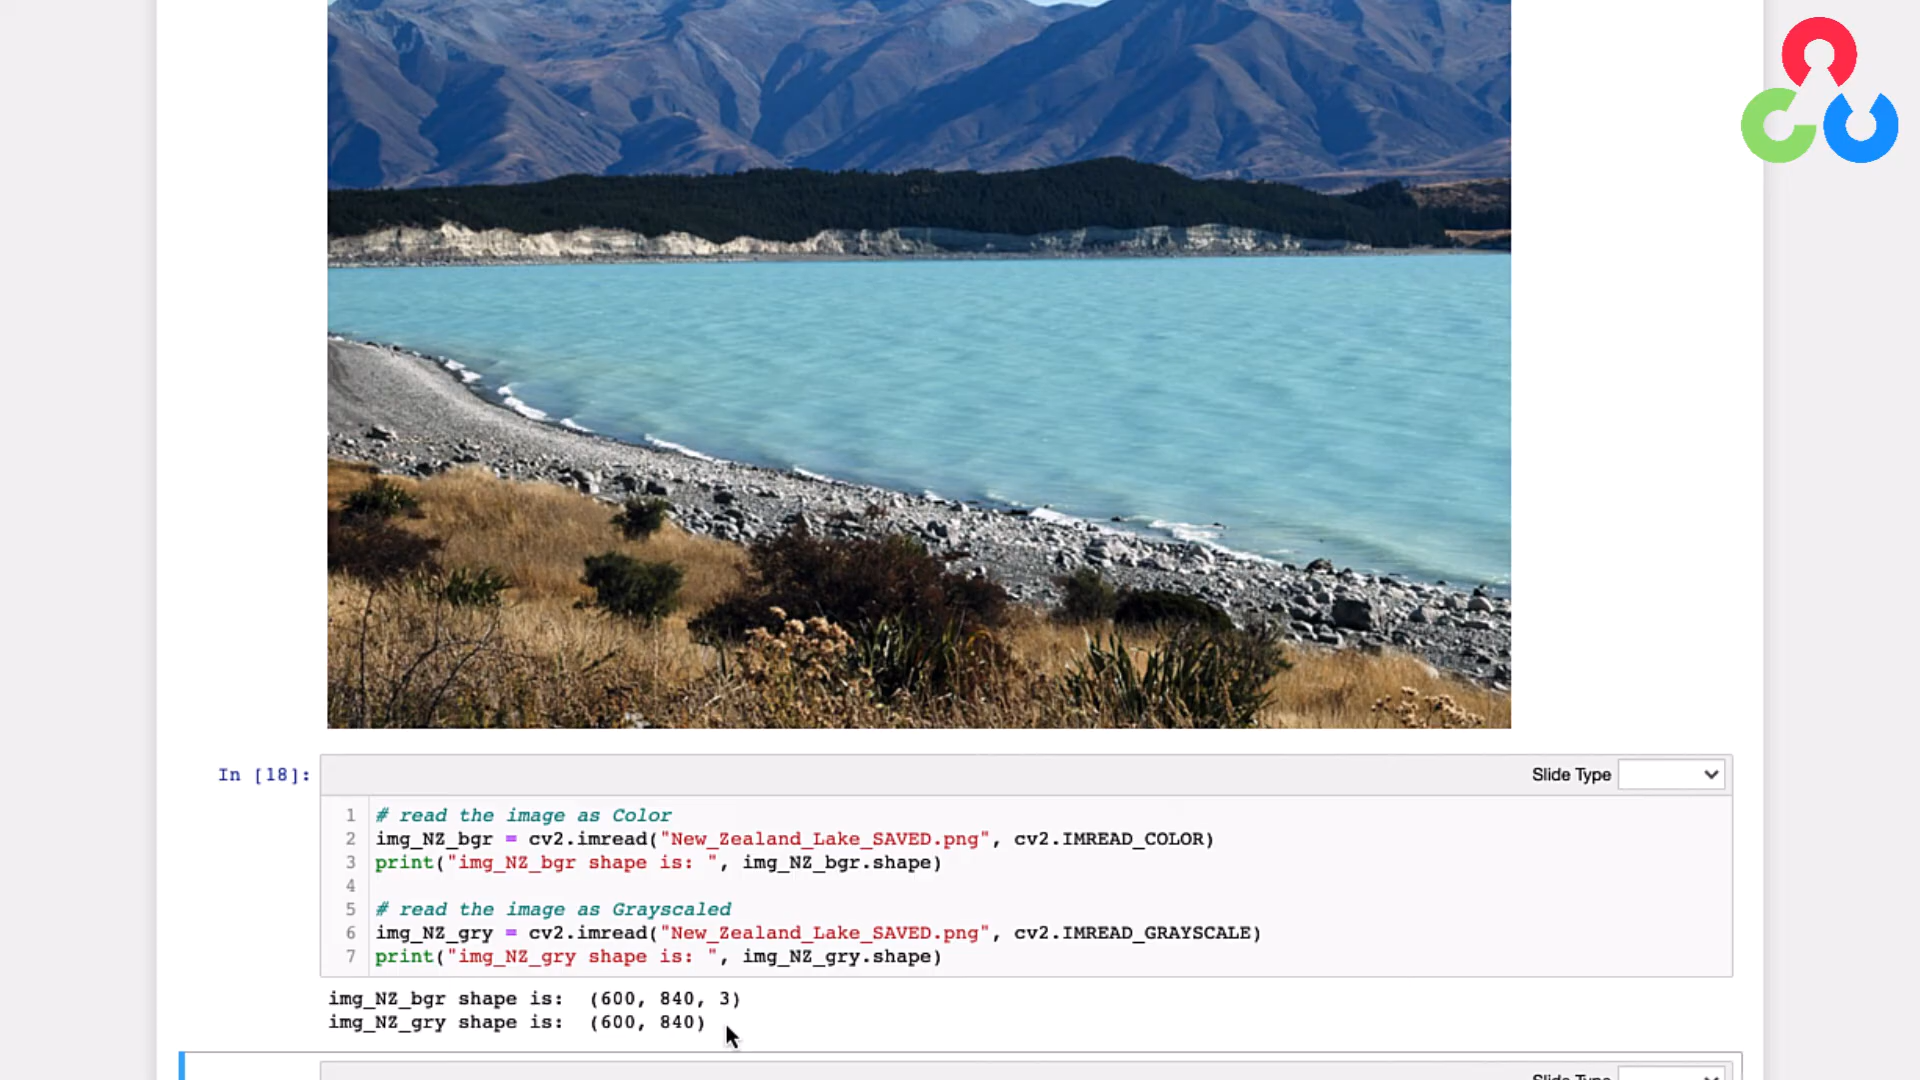 In [18]:
Slide Type
1 # read the image as Color
2 img_NZ_bgr = cv2.imread("New_Zealand_Lake_SAVED.png", cv2.IMREAD_COLOR)
3 print("img_NZ_bgr shape is: ", img_NZ_bgr.shape)
4
5 # read the image as Grayscaled
6 img_NZ_gry = cv2.imread("New_Zealand_Lake_SAVED.png", cv2.IMREAD_GRAYSCALE)
7 print("img_NZ_gry shape is: ", img_NZ_gry.shape)
img_NZ_bgr shape is:  (600, 840, 3)
img_NZ_gry shape is:  (600, 840)
Slide Type